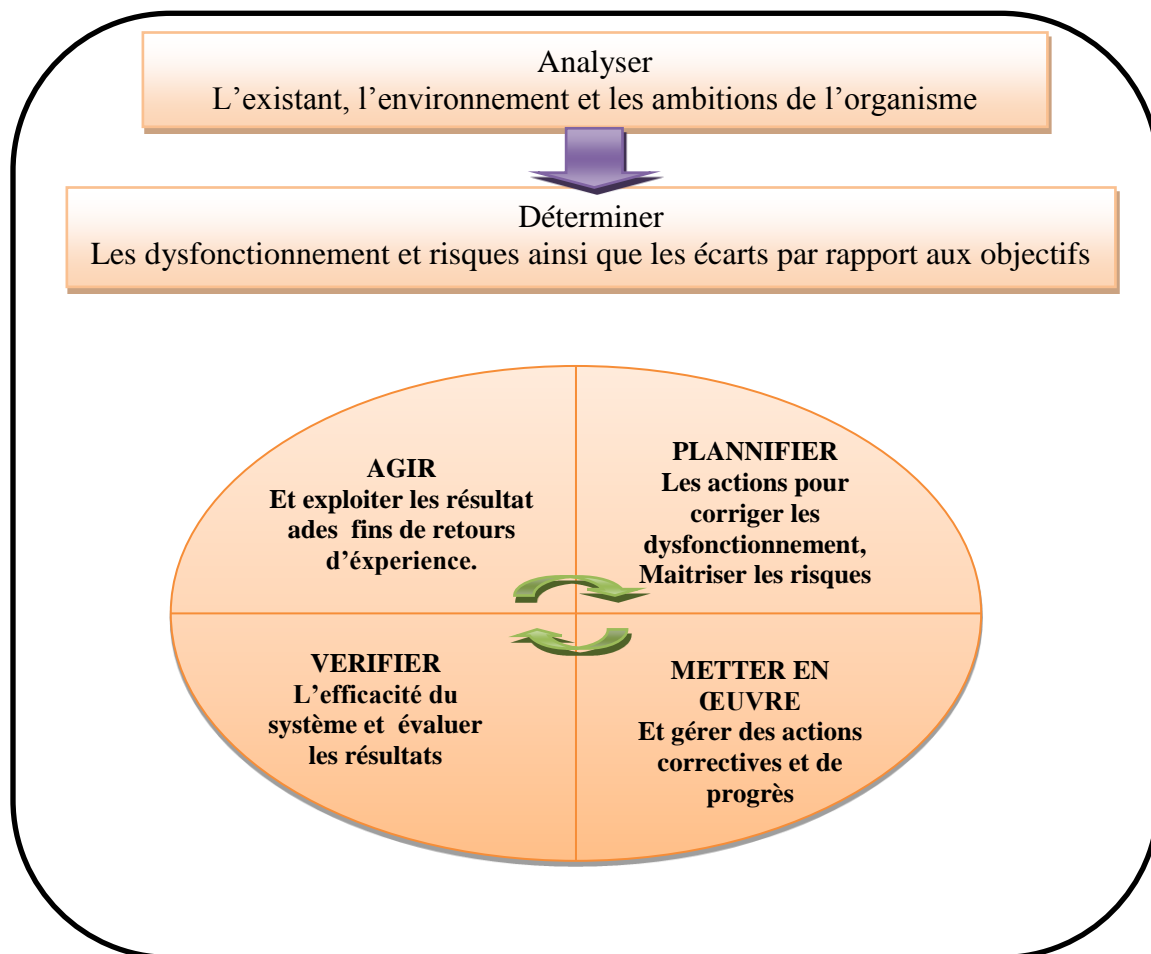 Analyser
L’existant, l’environnement et les ambitions de l’organisme
Déterminer
Les dysfonctionnement et risques ainsi que les écarts par rapport aux objectifs
AGIR
Et exploiter les résultat
ades fins de retours
d’éxperience.
PLANNIFIER
Les actions pour
corriger les
dysfonctionnement,
Maitriser les risques
VERIFIER
L’efficacité du
système et évaluer
les résultats
METTER EN
ŒUVRE
Et gérer des actions
correctives et de
progrès